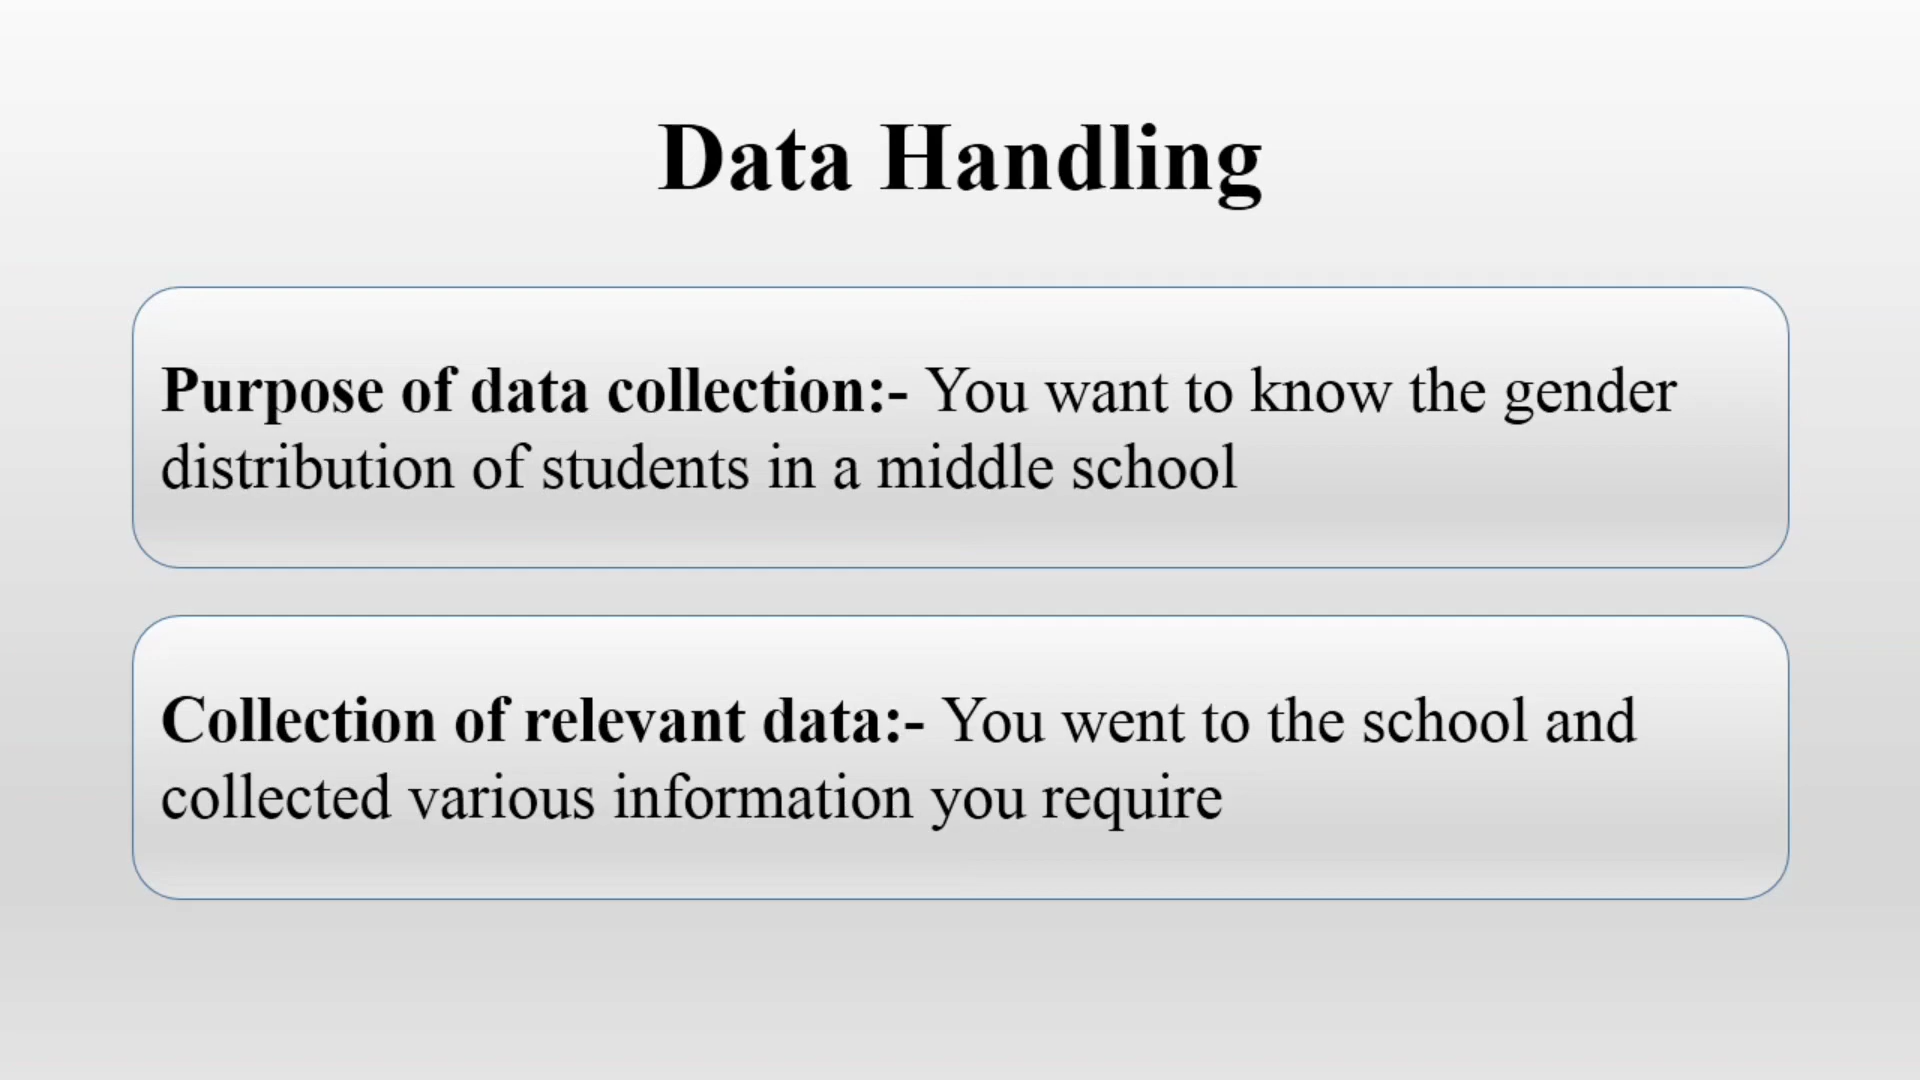 Data Handling
Purpose of data collection:- You want to know the gender
distribution of students in a middle school
Collection of relevant data:- You went to the school and
collected various information you require